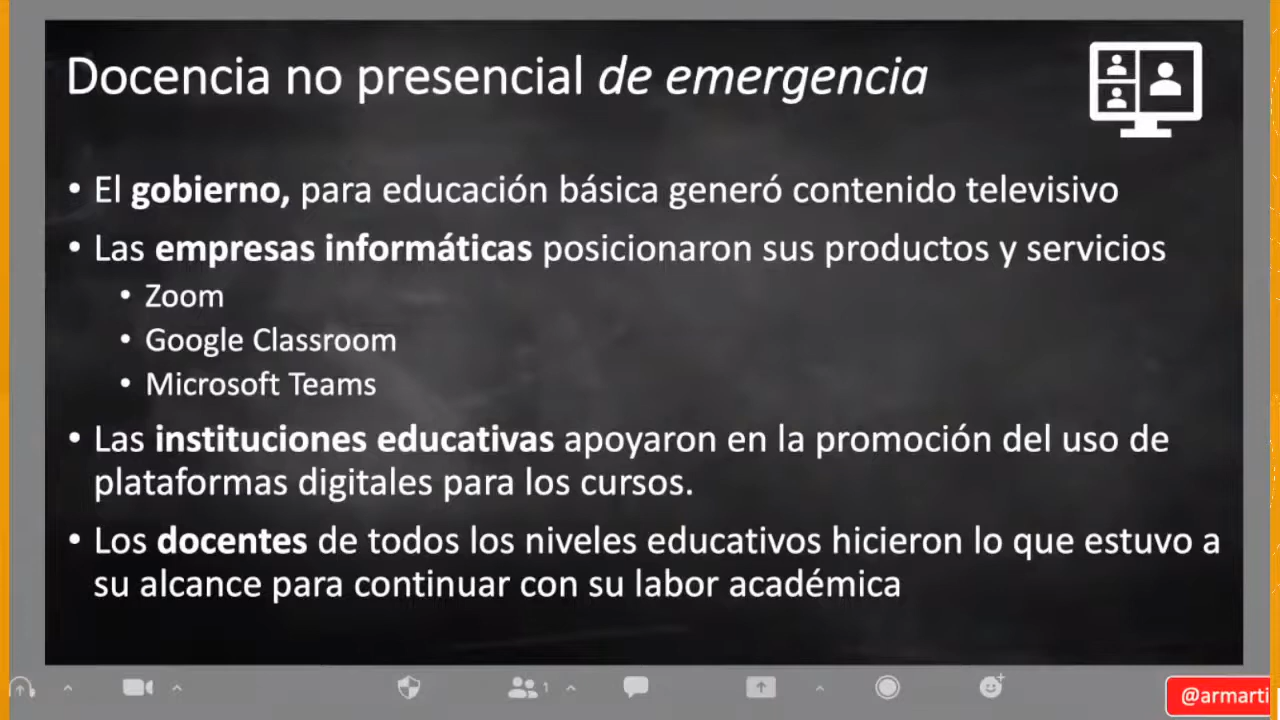 Docencia no presencial de emergencia
• El gobierno, para educación básica generó contenido televisivo
• Las empresas informáticas posicionaron sus productos y servicios
• Zoom
• Google Classroom
• Microsoft Teams
• Las instituciones educativas apoyaron en la promoción del uso de
plataformas digitales para los cursos.
• Los docentes de todos los niveles educativos hicieron lo que estuvo a
su alcance para continuar con su labor académica
1
@armarti